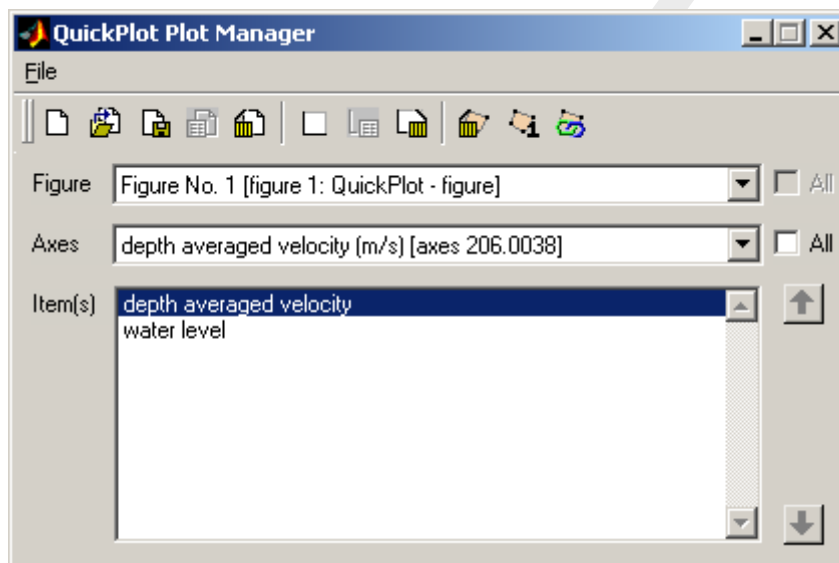 QuickPlot Plot Manager
File
Figure Figure No. 1 [figure 1: QuickPlot - figure] All
Axes depth averaged velocity (m/s) [axes 206.0038] All
Item(s) depth averaged velocity
water level